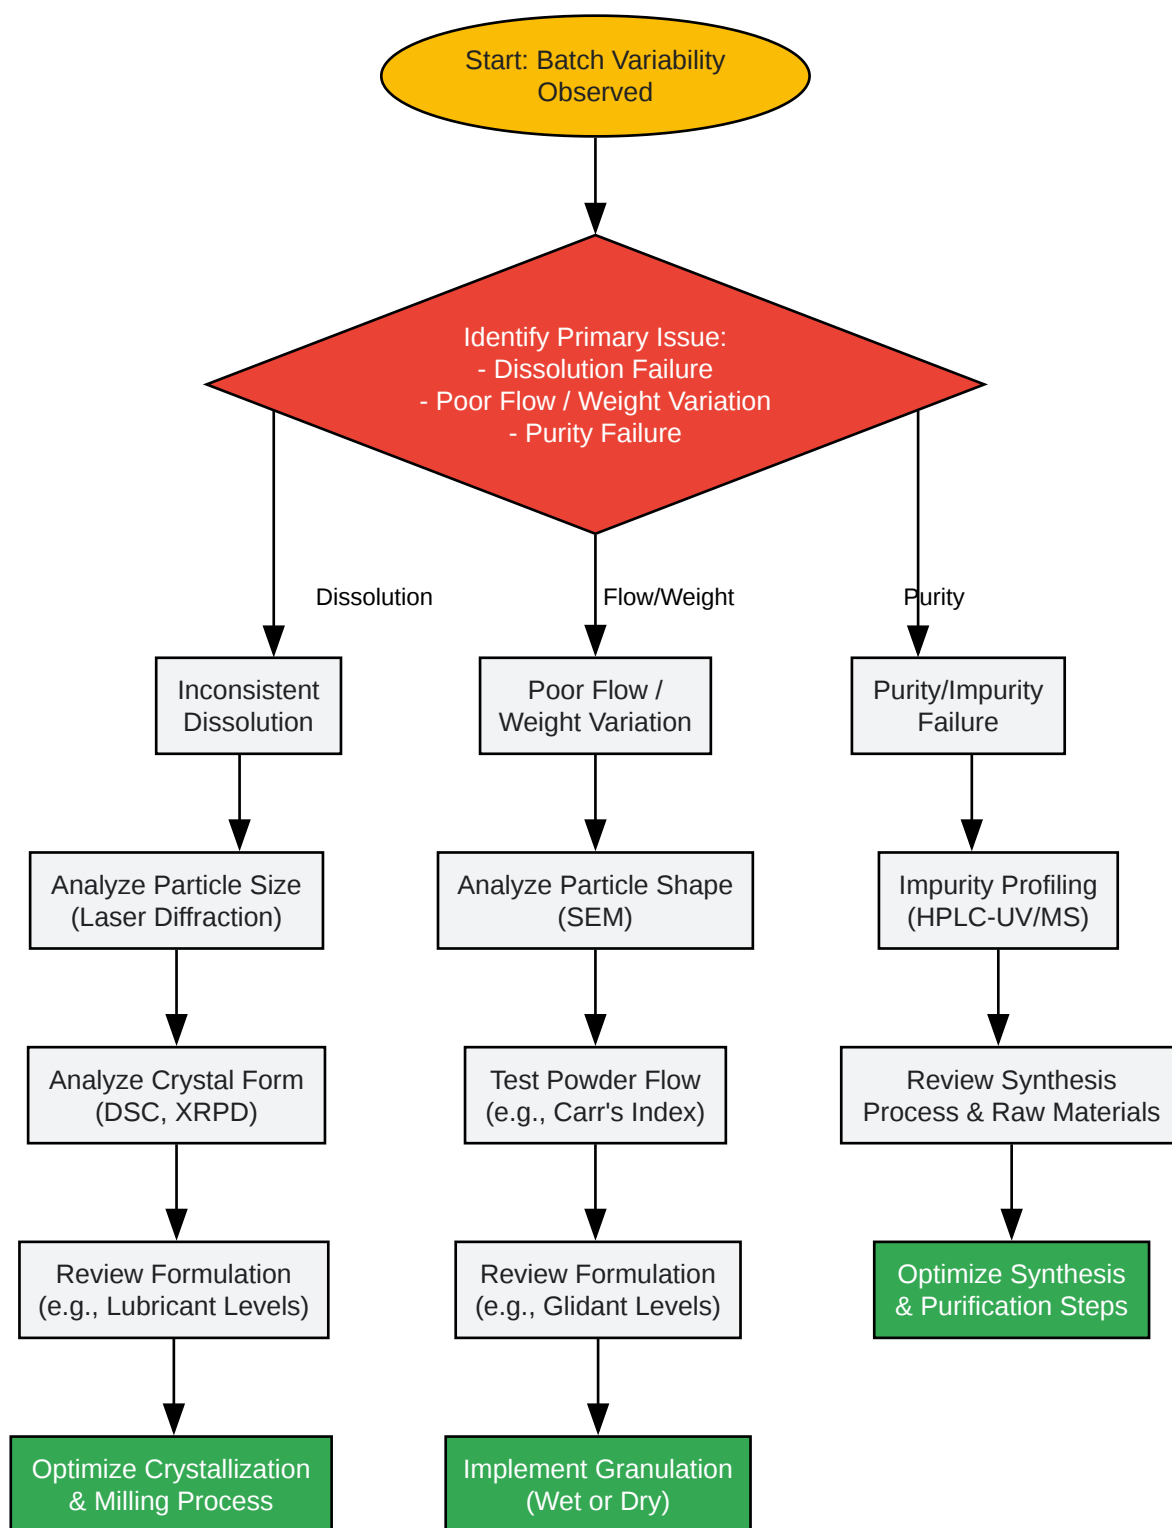 Start: Batch Variability
Observed
Identify Primary Issue:
- Dissolution Failure
- Poor Flow / Weight Variation
- Purity Failure
Dissolution
Flow/Weight
Purity
Inconsistent
Dissolution
Poor Flow /
Weight Variation
Purity/Impurity
Failure
Analyze Particle Size
(Laser Diffraction)
Analyze Particle Shape
(SEM)
Impurity Profiling
(HPLC-UV/MS)
Analyze Crystal Form
(DSC, XRPD)
Test Powder Flow
(e.g., Carr's Index)
Review Synthesis
Process & Raw Materials
Review Formulation
(e.g., Lubricant Levels)
Review Formulation
(e.g., Glidant Levels)
Optimize Synthesis
& Purification Steps
Optimize Crystallization
& Milling Process
Implement Granulation
(Wet or Dry)